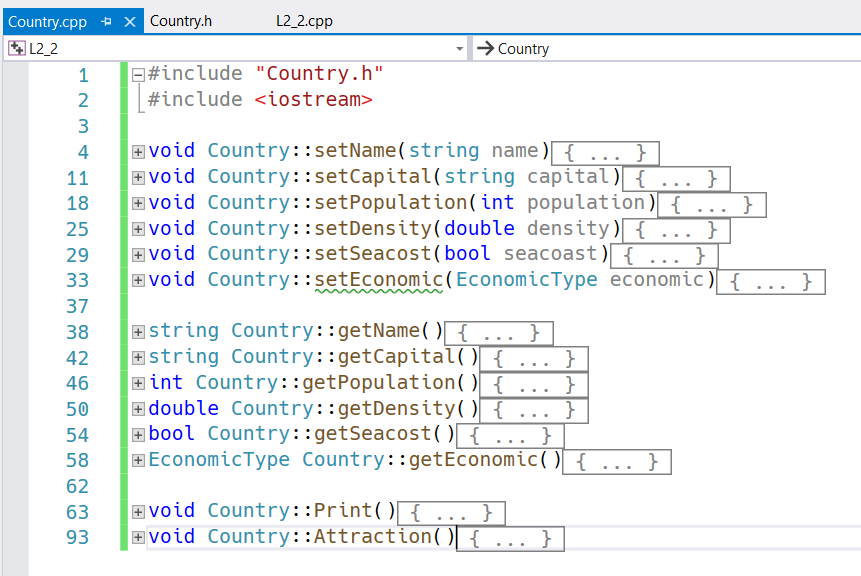 Country.cpp Country.h L2_2.cpp
L2_2 Country
1 #include "Country.h"
2 #include <iostream>
3
4 void Country::setName(string name) { ... }
11 void Country::setCapital(string capital) { ... }
18 void Country::setPopulation(int population) { ... }
25 void Country::setDensity(double density) { ... }
29 void Country::setSeacost(bool seacoast) { ... }
33 void Country::setEconomic(EconomicType economic) { ... }
37
38 string Country::getName() { ... }
42 string Country::getCapital() { ... }
46 int Country::getPopulation() { ... }
50 double Country::getDensity() { ... }
54 bool Country::getSeacost() { ... }
58 EconomicType Country::getEconomic() { ... }
62
63 void Country::Print() { ... }
93 void Country::Attraction() { ... }